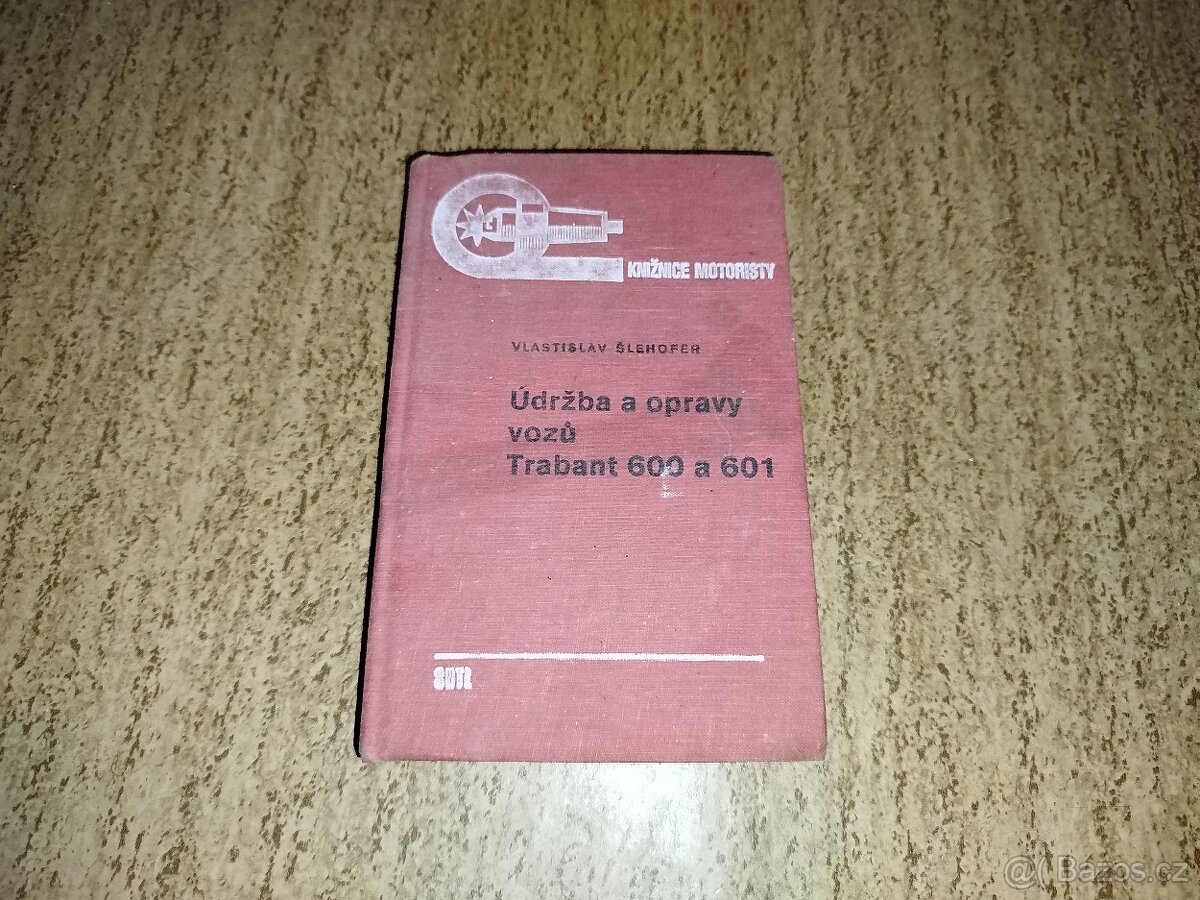 KNIŽNICE MOTORISTY
VLASTISLAV ŠLEHOFER
Údržba a opravy
vozů
Trabant 600 a 601
SNTL
@( Bazos.cz